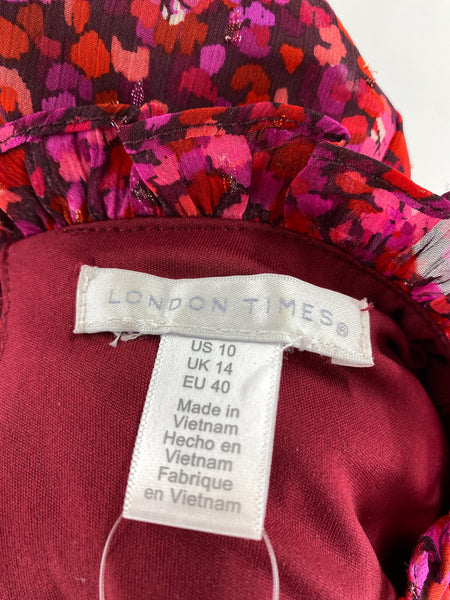 LONDON TIMES®
US 10
UK 14
EU 40
Made in
Vietnam
Hecho en
Vietnam
Fabrique
en Vietnam